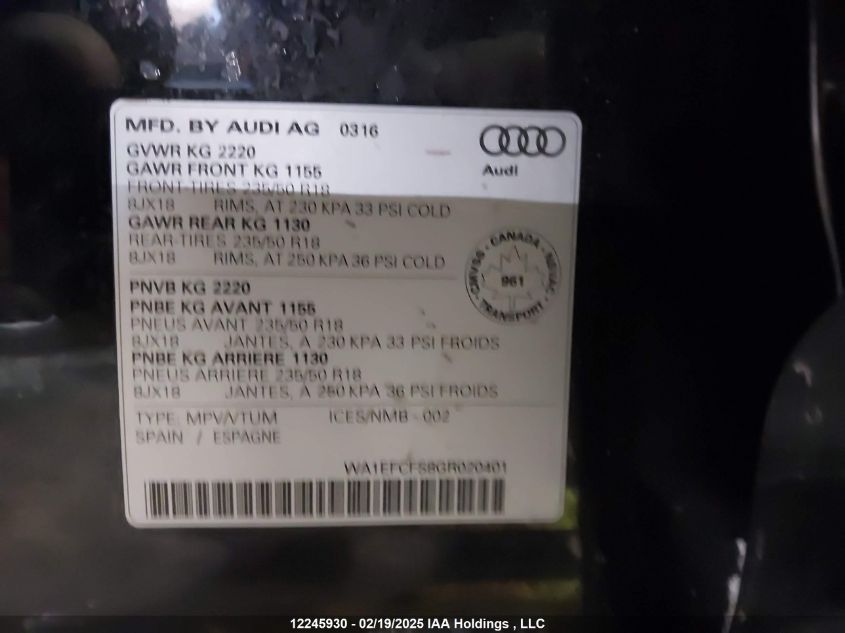 MFD. BY AUDI AG 0316
Audi
GVWR KG 2220
GAWR FRONT KG 1155
FRONT-TIRES 235/50 R18
8JX18 RIMS, AT 230 KPA 33 PSI COLD
GAWR REAR KG 1130
REAR-TIRES 235/50 R18
8JX18 RIMS, AT 250 KPA 36 PSI COLD
CMVSS - CANADA - NSVAC
961
TRANSPORT
PNVB KG 2220
PNBE KG AVANT 1155
PNEUS AVANT 235/50 R18
8JX18 JANTES, A 230 KPA 33 PSI FROIDS
PNBE KG ARRIERE 1130
PNEUS ARRIERE 235/50 R18
8JX18 JANTES, A 250 KPA 36 PSI FROIDS
TYPE: MPV/VTUM ICES/NMB - 002
SPAIN / ESPAGNE
WA1EFCFS8GR020401
12245930 - 02/19/2025 IAA Holdings , LLC